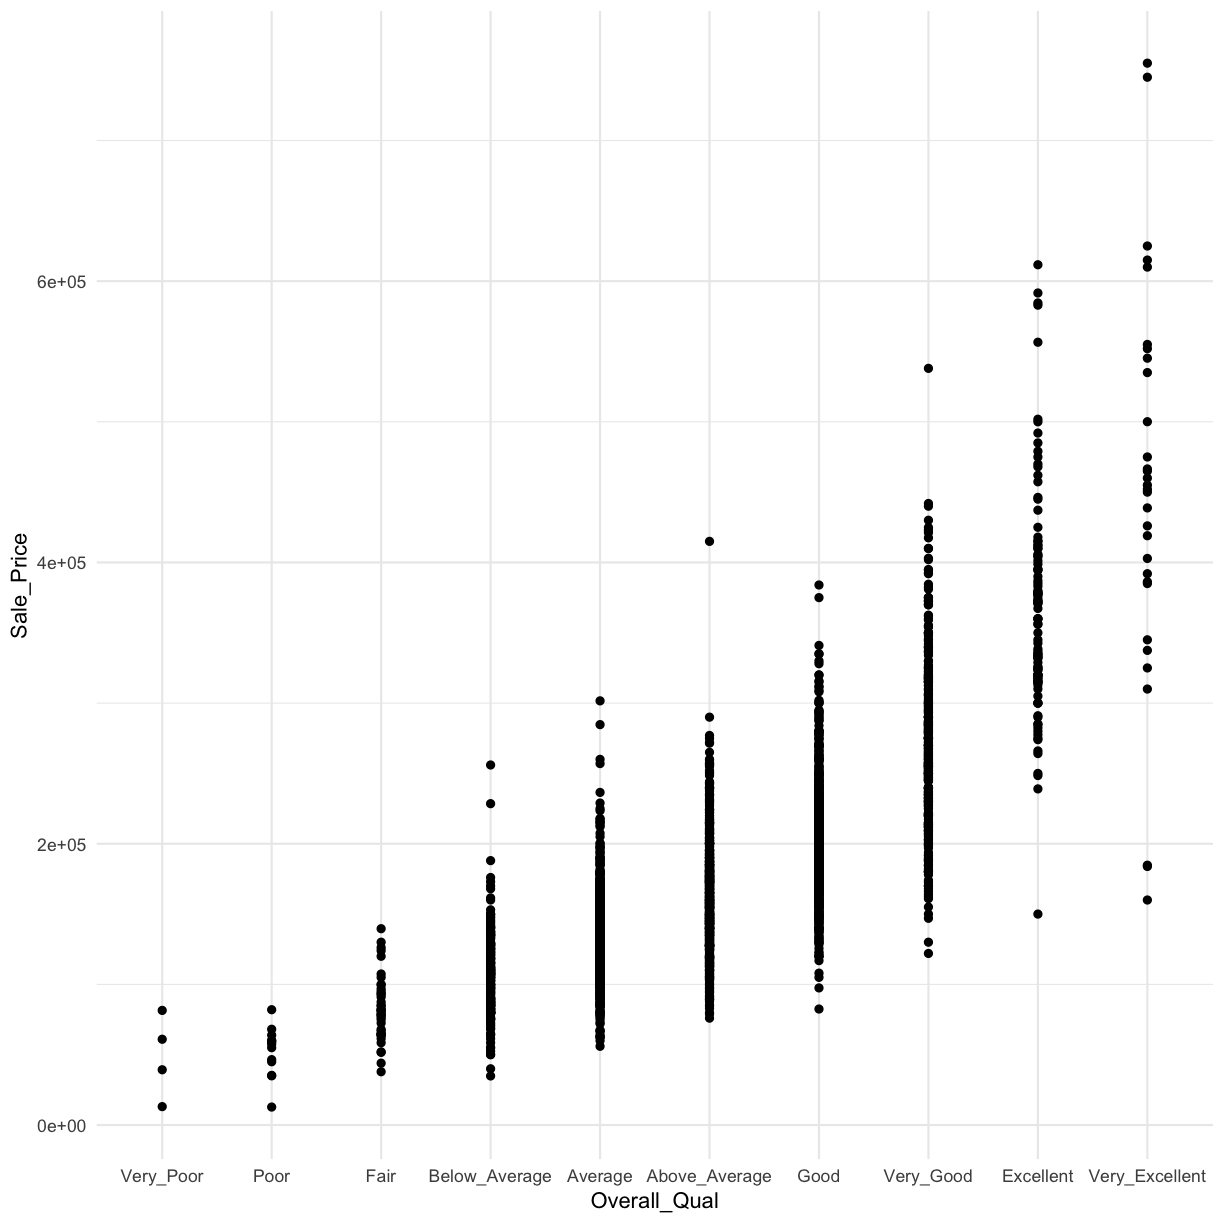 6e+05
4e+05
2e+05
0e+00
Sale_Price
Very_Poor Poor Fair Below_Average Average Above_Average Good Very_Good Excellent Very_Excellent
Overall_Qual